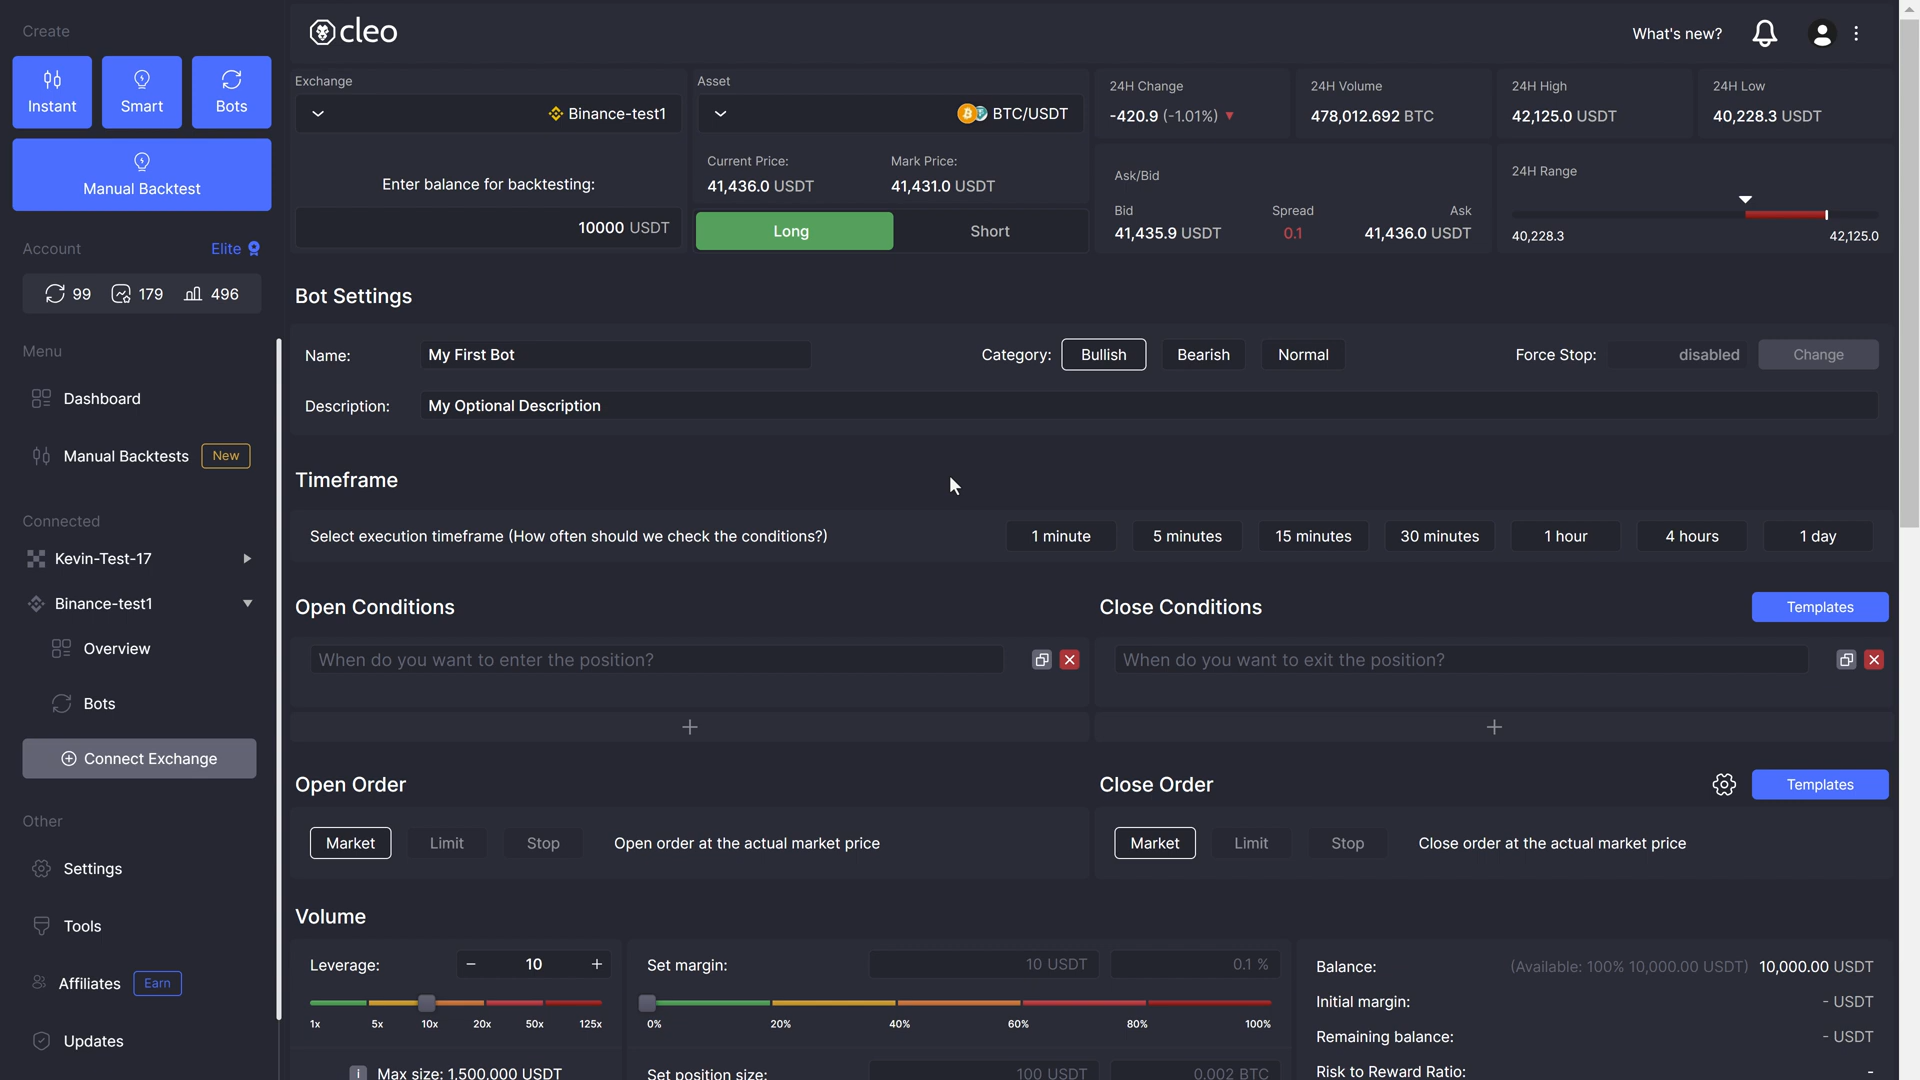 Create
cleo
What's new?
Instant
Smart
Bots
Manual Backtest
Exchange
Binance-test1
Enter balance for backtesting:
10000 USDT
Asset
BTC/USDT
Current Price:
Mark Price:
41,436.0 USDT
41,431.0 USDT
Long
Short
24H Change
-420.9 (-1.01%)
24H Volume
478,012.692 BTC
24H High
42,125.0 USDT
24H Low
40,228.3 USDT
Ask/Bid
Bid
Spread
Ask
41,435.9 USDT
0.1
41,436.0 USDT
24H Range
40,228.3
42,125.0
Account
Elite
99
179
496
Menu
Dashboard
Manual Backtests
New
Connected
Kevin-Test-17
Binance-test1
Overview
Bots
Connect Exchange
Other
Settings
Tools
Affiliates
Earn
Updates
Bot Settings
Name:
My First Bot
Category:
Bullish
Bearish
Normal
Force Stop:
disabled
Change
Description:
My Optional Description
Timeframe
Select execution timeframe (How often should we check the conditions?)
1 minute
5 minutes
15 minutes
30 minutes
1 hour
4 hours
1 day
Open Conditions
When do you want to enter the position?
Close Conditions
Templates
When do you want to exit the position?
Open Order
Market
Limit
Stop
Open order at the actual market price
Close Order
Templates
Market
Limit
Stop
Close order at the actual market price
Volume
Leverage:
- 10 +
1x
5x
10x
20x
50x
125x
i Max size: 1,500,000 USDT
Set margin:
10 USDT
0.1 %
0%
20%
40%
60%
80%
100%
Set position size:
100 USDT
0.002 BTC
Balance:
(Available: 100% 10,000.00 USDT) 10,000.00 USDT
Initial margin:
- USDT
Remaining balance:
- USDT
Risk to Reward Ratio:
-